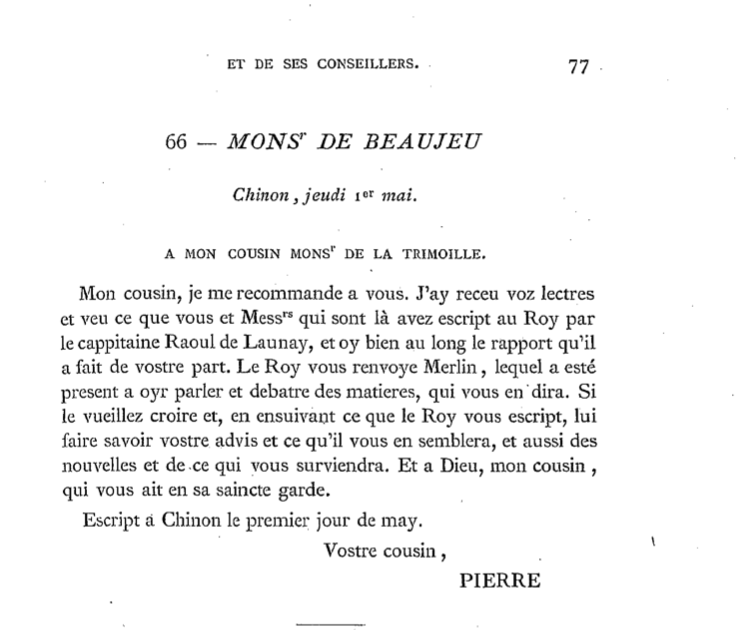 ET DE SES CONSEILLERS. 77
66 — MONSʳ DE BEAUJEU
Chinon, jeudi 1ᵉʳ mai.
A MON COUSIN MONSʳ DE LA TRIMOILLE.
Mon cousin, je me recommande a vous. J'ay receu voz lectres
et veu ce que vous et Messʳˢ qui sont là avez escript au Roy par
le cappitaine Raoul de Launay, et oy bien au long le rapport qu'il
a fait de vostre part. Le Roy vous renvoye Merlin, lequel a esté
present a oyr parler et debatre des matieres, qui vous en dira. Si
le vueillez croire et, en ensuivant ce que le Roy vous escript, lui
faire savoir vostre advis et ce qu'il vous en semblera, et aussi des
nouvelles et de ce qui vous surviendra. Et a Dieu, mon cousin,
qui vous ait en sa saincte garde.
Escript à Chinon le premier jour de may.
Vostre cousin,
PIERRE